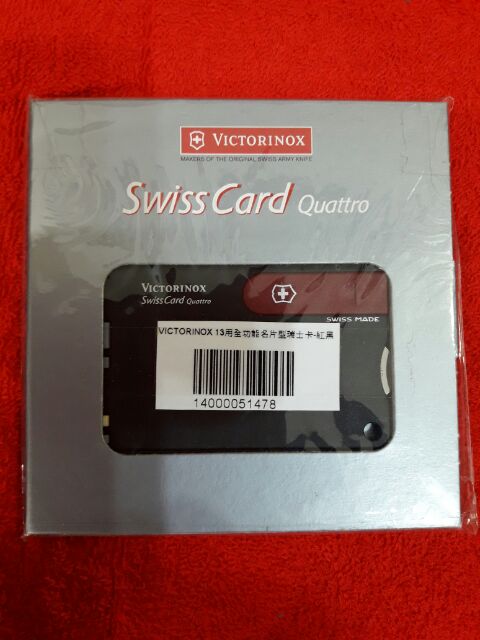 VICTORINOX
MAKERS OF THE ORIGINAL SWISS ARMY KNIFE
SwissCard Quattro
VICTORINOX
SwissCard Quattro
SWISS MADE
VICTORINOX 13用全功能名片型瑞士卡-紅黑
14000051478